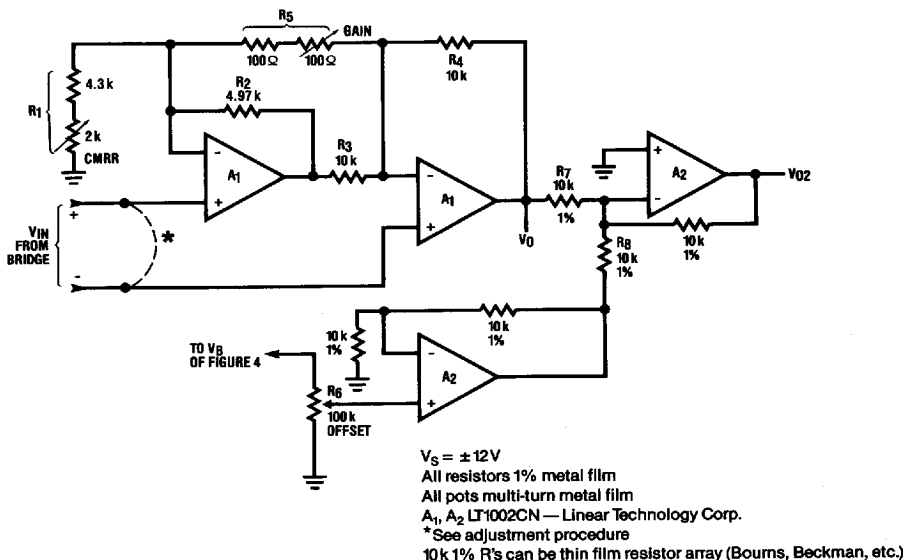 R5
100Ω
100Ω
GAIN
R4
10k
R2
4.97k
R1
4.3k
2k
CMRR
-
A1
+
R3
10k
-
A1
+
VO
+
VIN
FROM
BRIDGE
-
*
R7
10k
1%
+
A2
-
VO2
10k
1%
R8
10k
1%
10k
1%
10k
1%
-
A2
+
TO VB
OF FIGURE 4
R6
100k
OFFSET
VS = ±12V
All resistors 1% metal film
All pots multi-turn metal film
A1, A2 LT1002CN — Linear Technology Corp.
*See adjustment procedure
10k 1% R's can be thin film resistor array (Bourns, Beckman, etc.)